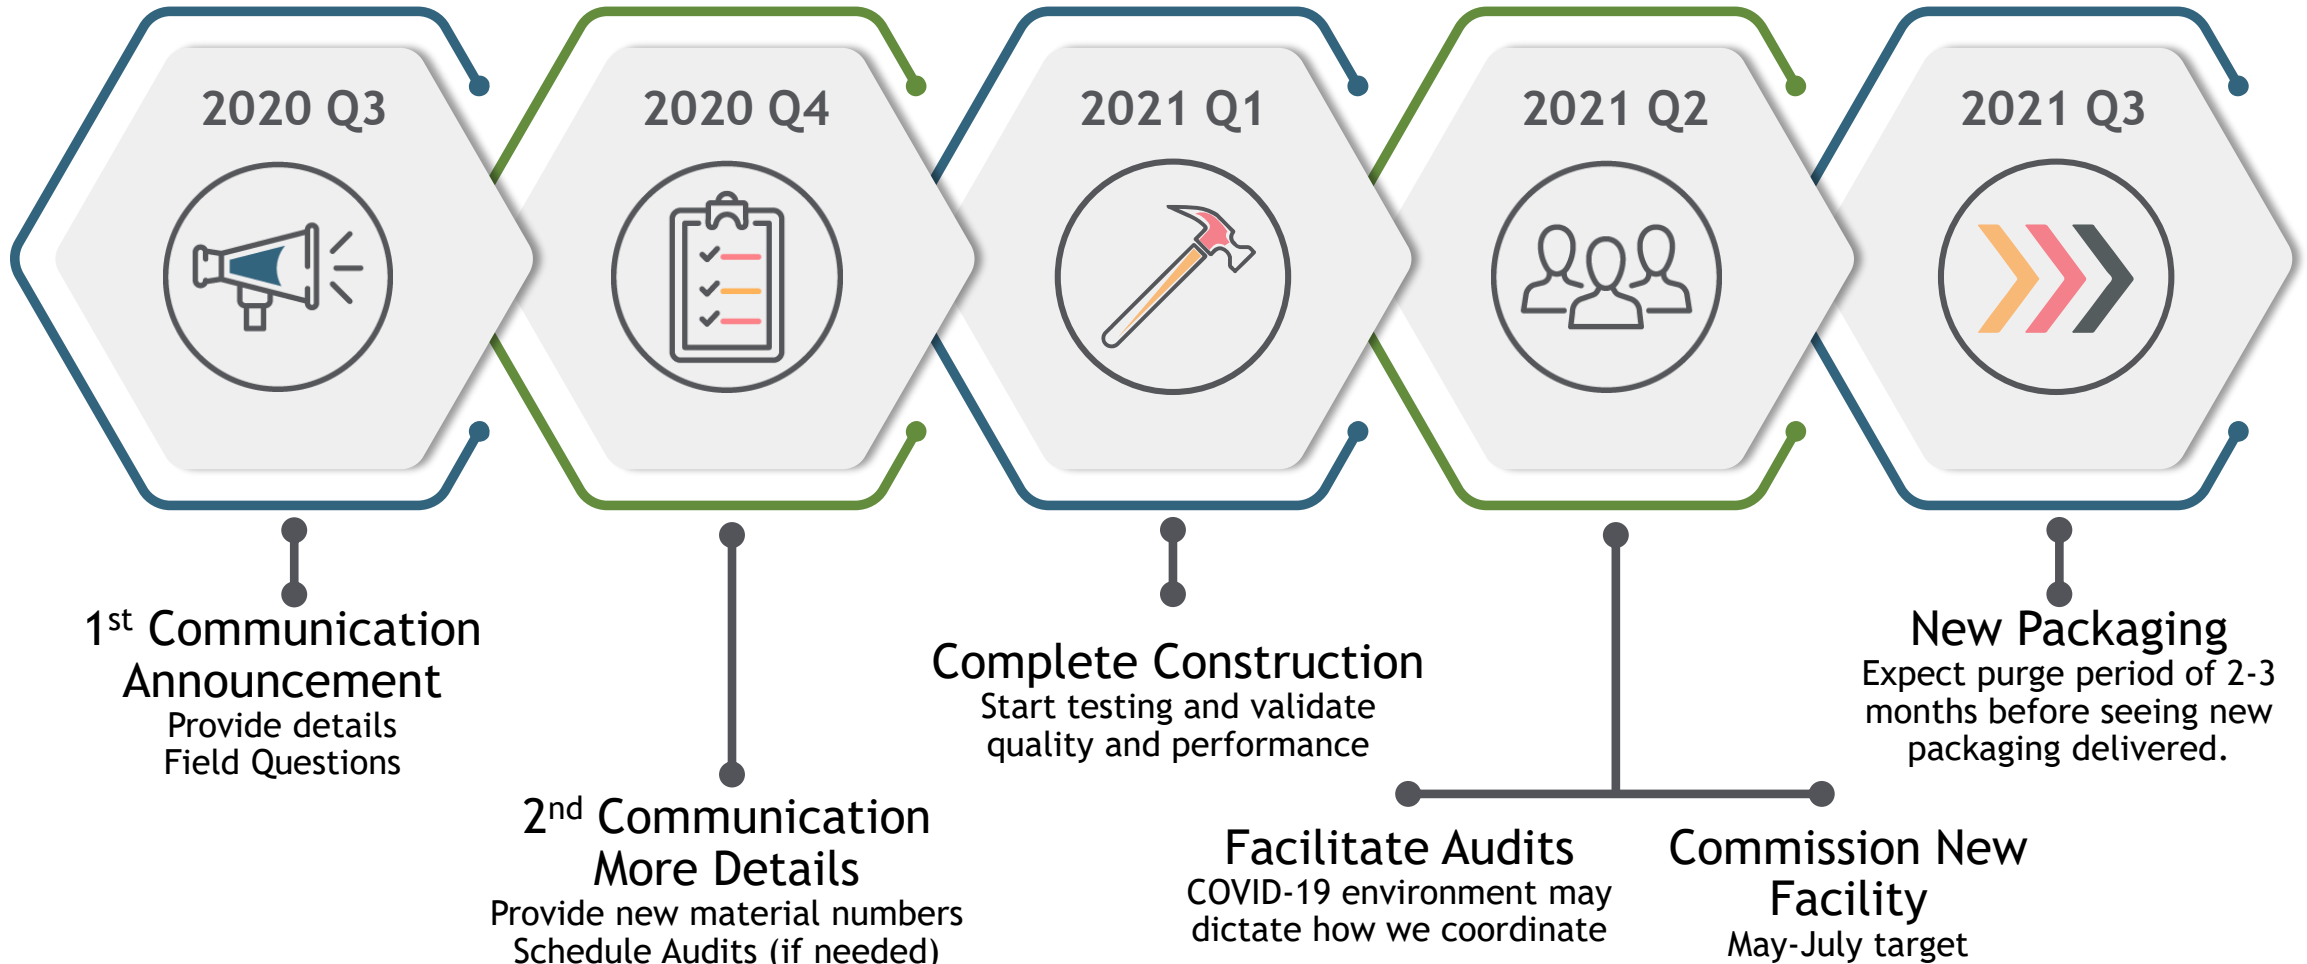 2020 Q3
2020 Q4
2021 Q1
2021 Q2
2021 Q3
1st Communication
Announcement
Provide details
Field Questions
2nd Communication
More Details
Provide new material numbers
Schedule Audits (if needed)
Complete Construction
Start testing and validate
quality and performance
Facilitate Audits
COVID-19 environment may
dictate how we coordinate
Commission New
Facility
May-July target
New Packaging
Expect purge period of 2-3
months before seeing new
packaging delivered.